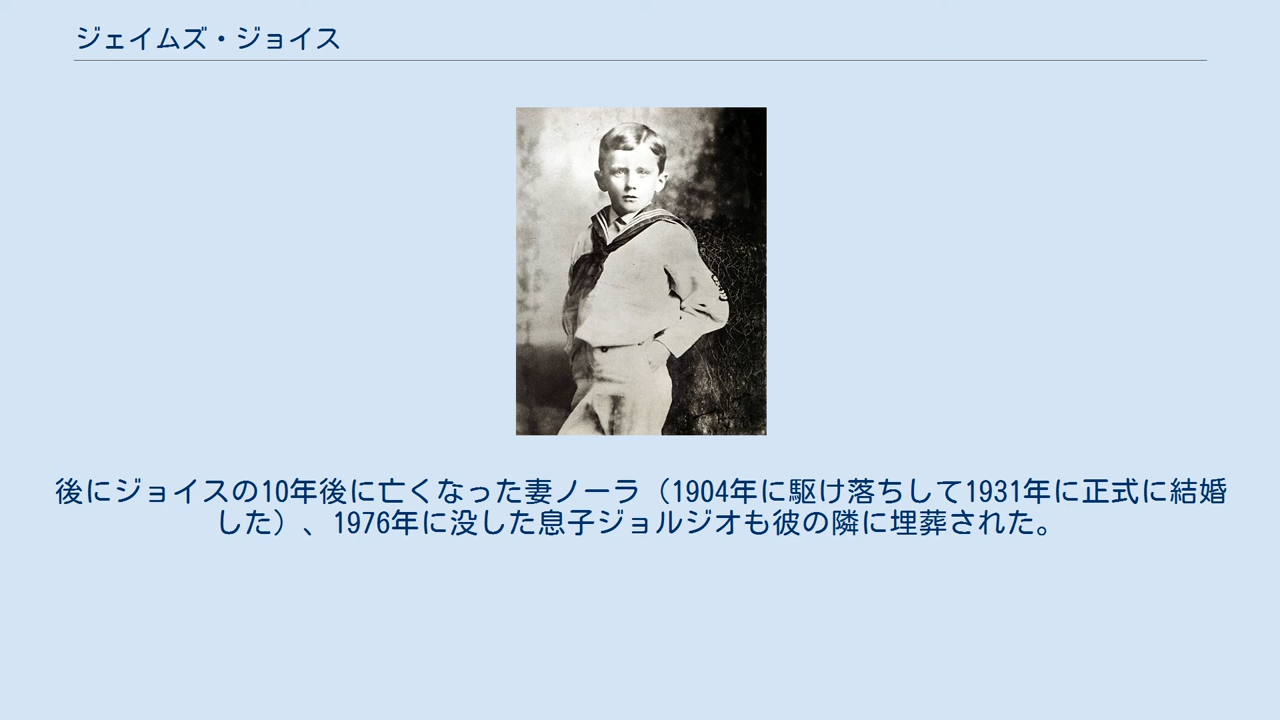 ジェイムズ・ジョイス
後にジョイスの10年後に亡くなった妻ノーラ（1904年に駆け落ちして1931年に正式に結婚
した）、1976年に没した息子ジョルジオも彼の隣に埋葬された。